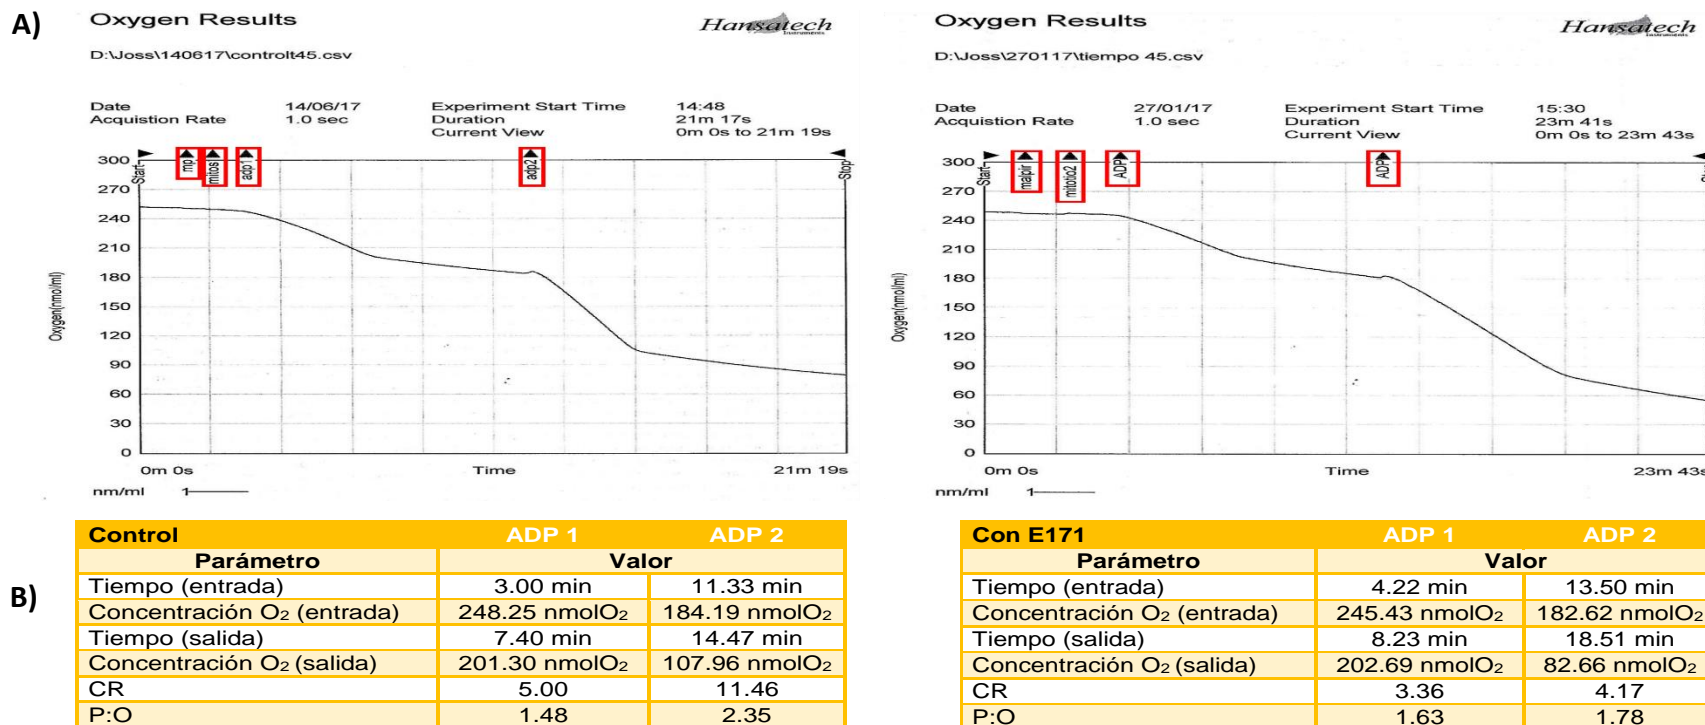 A)
Oxygen Results
Hansatech
Instruments
D:\Joss\140617\controlt45.csv
Date 14/06/17 Experiment Start Time 14:48
Acquistion Rate 1.0 sec Duration 21m 17s
Current View 0m 0s to 21m 19s
Start mp mitos adp1 adp2 Stop
300
270
240
210
180
150
120
90
60
30
0
Oxygen(nmol/ml)
0m 0s Time 21m 19s
nm/ml 1
Oxygen Results
Hansatech
Instruments
D:\Joss\270117\tiempo 45.csv
Date 27/01/17 Experiment Start Time 15:30
Acquistion Rate 1.0 sec Duration 23m 41s
Current View 0m 0s to 23m 43s
Start malpir mitotio2 ADP ADP
300
270
240
210
180
150
120
90
60
30
0
Oxygen(nmol/ml)
0m 0s Time 23m 43s
nm/ml 1
B)
Control ADP 1 ADP 2
Parámetro Valor
Tiempo (entrada) 3.00 min 11.33 min
Concentración O₂ (entrada) 248.25 nmolO₂ 184.19 nmolO₂
Tiempo (salida) 7.40 min 14.47 min
Concentración O₂ (salida) 201.30 nmolO₂ 107.96 nmolO₂
CR 5.00 11.46
P:O 1.48 2.35
Con E171 ADP 1 ADP 2
Parámetro Valor
Tiempo (entrada) 4.22 min 13.50 min
Concentración O₂ (entrada) 245.43 nmolO₂ 182.62 nmolO₂
Tiempo (salida) 8.23 min 18.51 min
Concentración O₂ (salida) 202.69 nmolO₂ 82.66 nmolO₂
CR 3.36 4.17
P:O 1.63 1.78